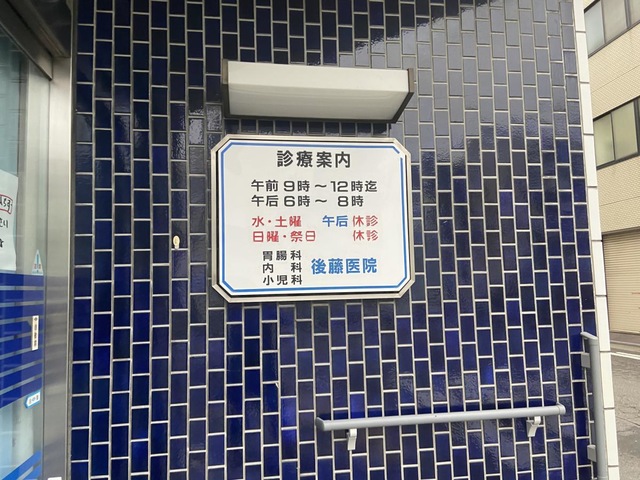 診療案内
午前 9時〜12時迄
午后 6時〜 8時
水・土曜 午后 休診
日曜・祭日 休診
胃腸科
内科 後藤医院
小児科